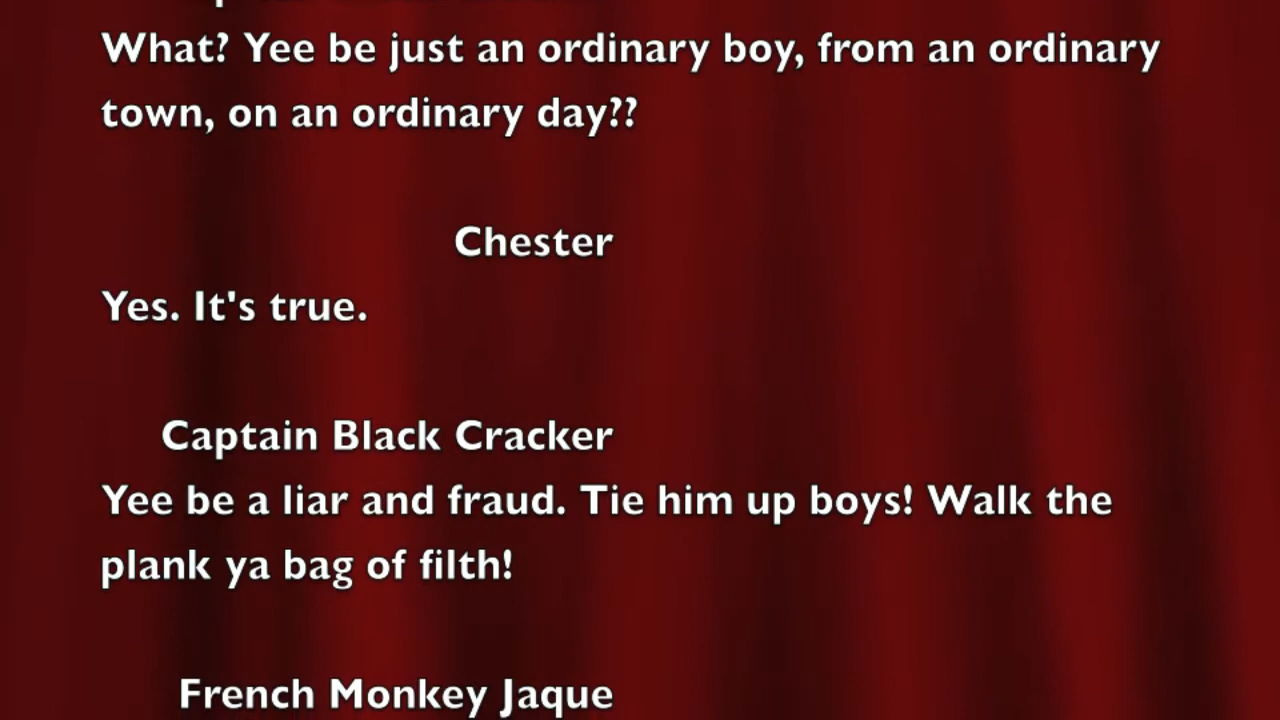 What? Yee be just an ordinary boy, from an ordinary
town, on an ordinary day??
Chester
Yes. It's true.
Captain Black Cracker
Yee be a liar and fraud. Tie him up boys! Walk the
plank ya bag of filth!
French Monkey Jaque